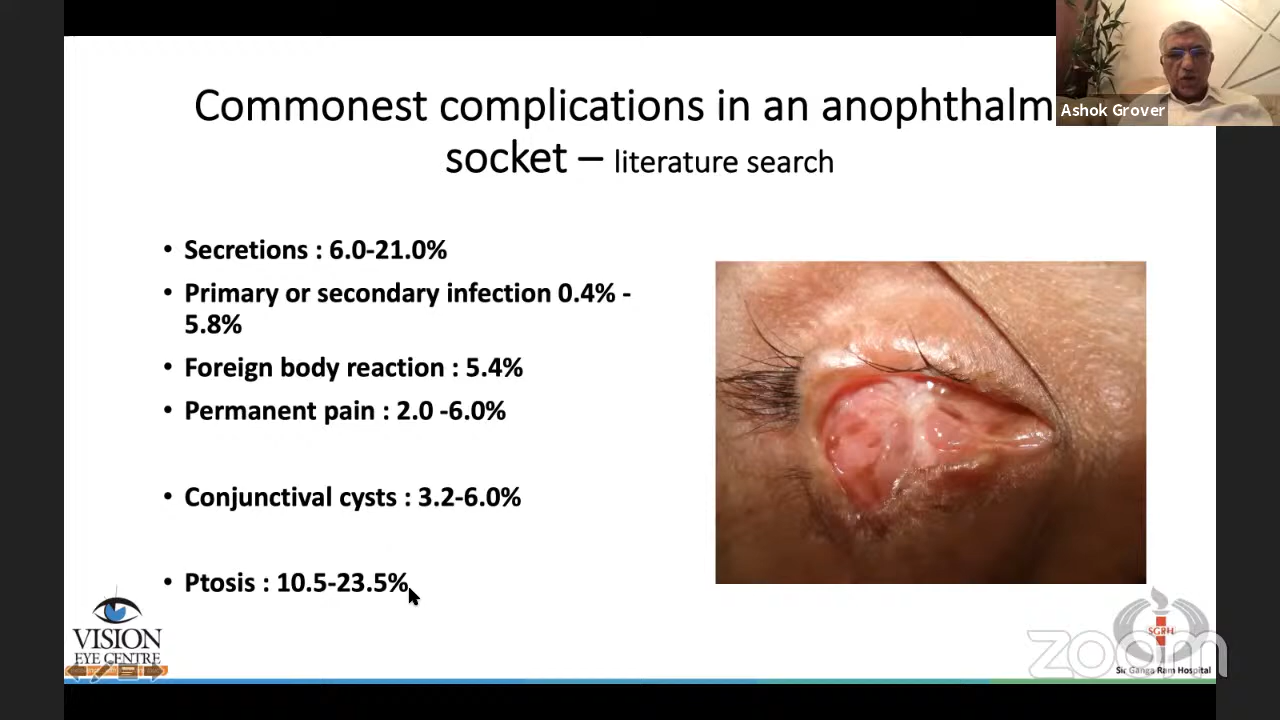 Ashok Grover
Commonest complications in an anophthalm
socket – literature search
• Secretions : 6.0-21.0%
• Primary or secondary infection 0.4% -
5.8%
• Foreign body reaction : 5.4%
• Permanent pain : 2.0 -6.0%
• Conjunctival cysts : 3.2-6.0%
• Ptosis : 10.5-23.5%
VISION
EYE CENTRE
SGRH
zoom
Sir Ganga Ram Hospital